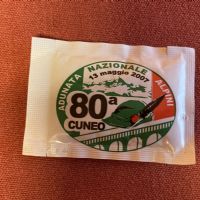 ADUNATA NAZIONALE ALPINI
13 maggio 2007
80ª
CUNEO